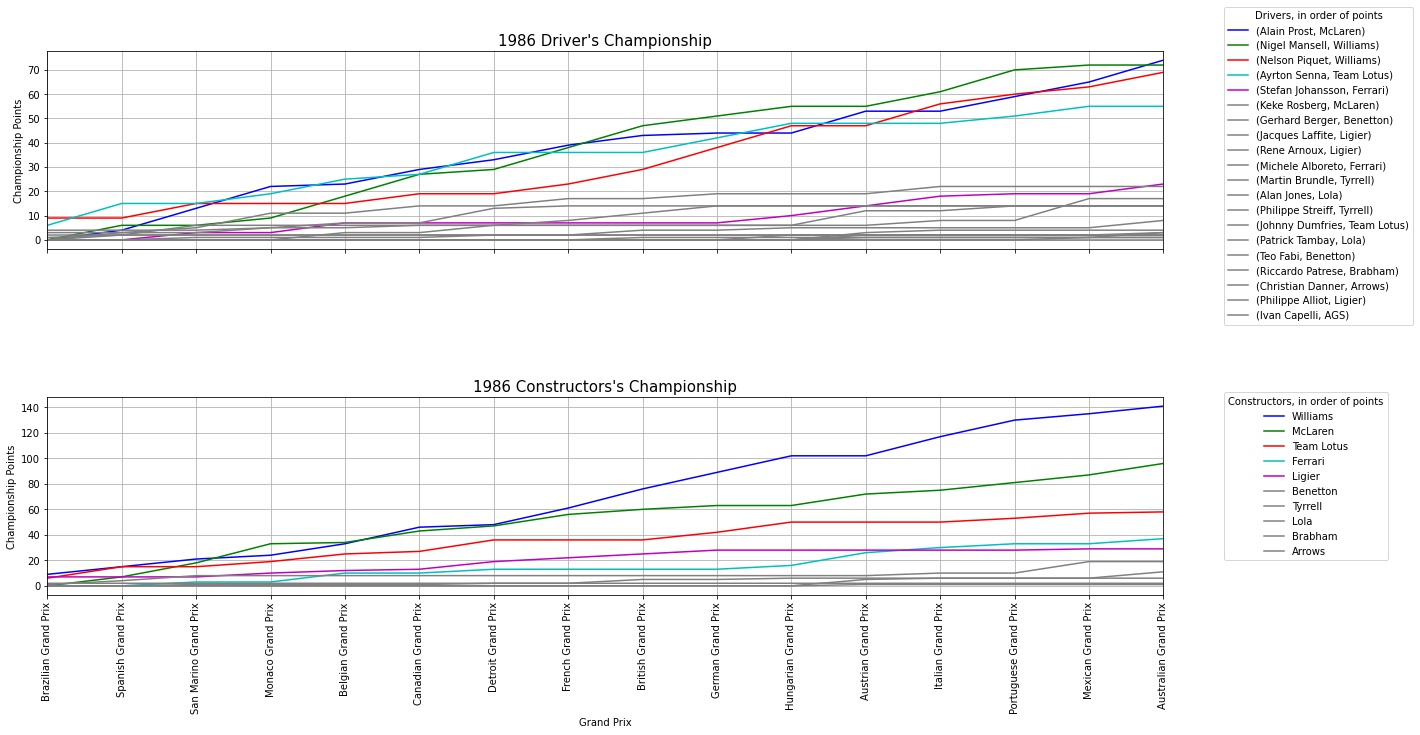 1986 Driver's Championship
Championship Points
70
60
50
40
30
20
10
0
Drivers, in order of points
(Alain Prost, McLaren)
(Nigel Mansell, Williams)
(Nelson Piquet, Williams)
(Ayrton Senna, Team Lotus)
(Stefan Johansson, Ferrari)
(Keke Rosberg, McLaren)
(Gerhard Berger, Benetton)
(Jacques Laffite, Ligier)
(Rene Arnoux, Ligier)
(Michele Alboreto, Ferrari)
(Martin Brundle, Tyrrell)
(Alan Jones, Lola)
(Philippe Streiff, Tyrrell)
(Johnny Dumfries, Team Lotus)
(Patrick Tambay, Lola)
(Teo Fabi, Benetton)
(Riccardo Patrese, Brabham)
(Christian Danner, Arrows)
(Philippe Alliot, Ligier)
(Ivan Capelli, AGS)
1986 Constructors's Championship
Championship Points
140
120
100
80
60
40
20
0
Constructors, in order of points
Williams
McLaren
Team Lotus
Ferrari
Ligier
Benetton
Tyrrell
Lola
Brabham
Arrows
Brazilian Grand Prix
Spanish Grand Prix
San Marino Grand Prix
Monaco Grand Prix
Belgian Grand Prix
Canadian Grand Prix
Detroit Grand Prix
French Grand Prix
British Grand Prix
German Grand Prix
Hungarian Grand Prix
Austrian Grand Prix
Italian Grand Prix
Portuguese Grand Prix
Mexican Grand Prix
Australian Grand Prix
Grand Prix